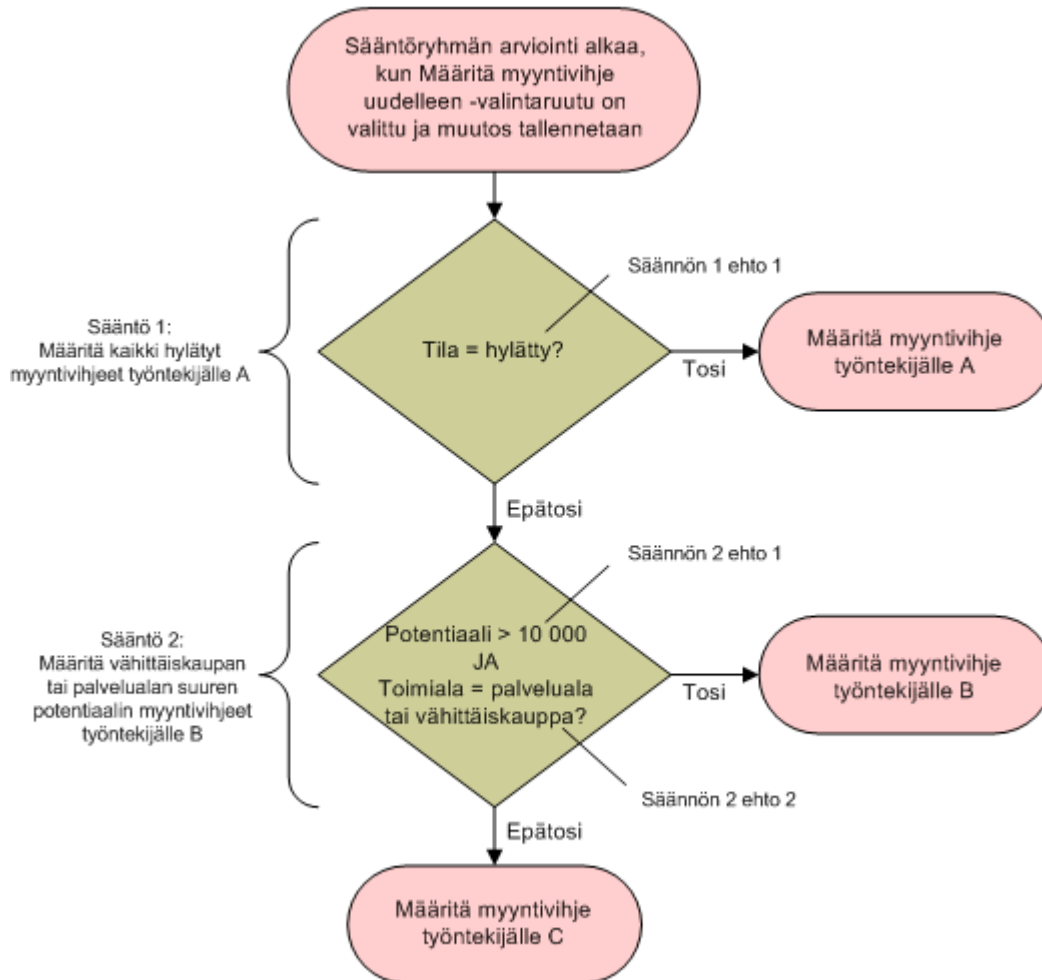 Sääntöryhmän arviointi alkaa,
kun Määritä myyntivihje
uudelleen -valintaruutu on
valittu ja muutos tallennetaan
Säännön 1 ehto 1
Sääntö 1:
Määritä kaikki hylätyt
myyntivihjeet työntekijälle A
Tila = hylätty?
Tosi
Määritä myyntivihje
työntekijälle A
Epätosi
Säännön 2 ehto 1
Sääntö 2:
Määritä vähittäiskaupan
tai palvelualan suuren
potentiaalin myyntivihjeet
työntekijälle B
Potentiaali > 10 000
JA
Toimiala = palveluala
tai vähittäiskauppa?
Tosi
Määritä myyntivihje
työntekijälle B
Säännön 2 ehto 2
Epätosi
Määritä myyntivihje
työntekijälle C